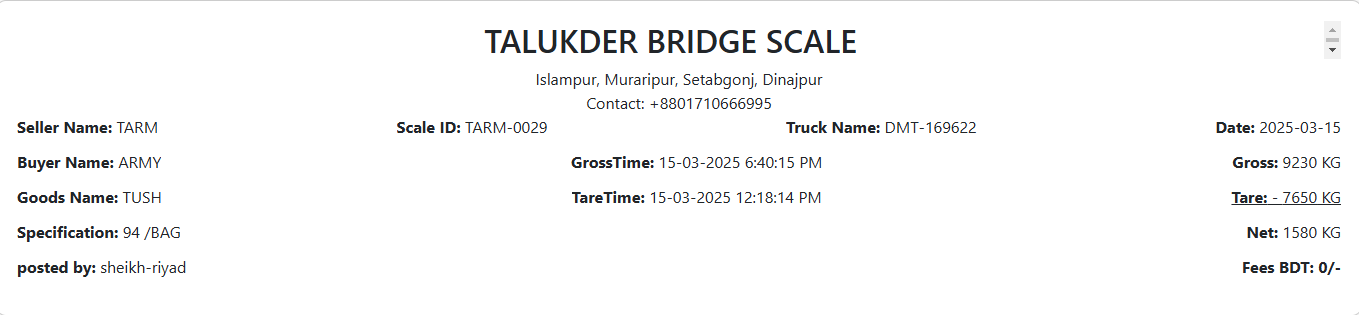 TALUKDER BRIDGE SCALE
Islampur, Muraripur, Setabgonj, Dinajpur
Contact: +8801710666995
Seller Name: TARM Scale ID: TARM-0029 Truck Name: DMT-169622 Date: 2025-03-15
Buyer Name: ARMY GrossTime: 15-03-2025 6:40:15 PM Gross: 9230 KG
Goods Name: TUSH TareTime: 15-03-2025 12:18:14 PM Tare: - 7650 KG
Specification: 94 /BAG Net: 1580 KG
posted by: sheikh-riyad Fees BDT: 0/-